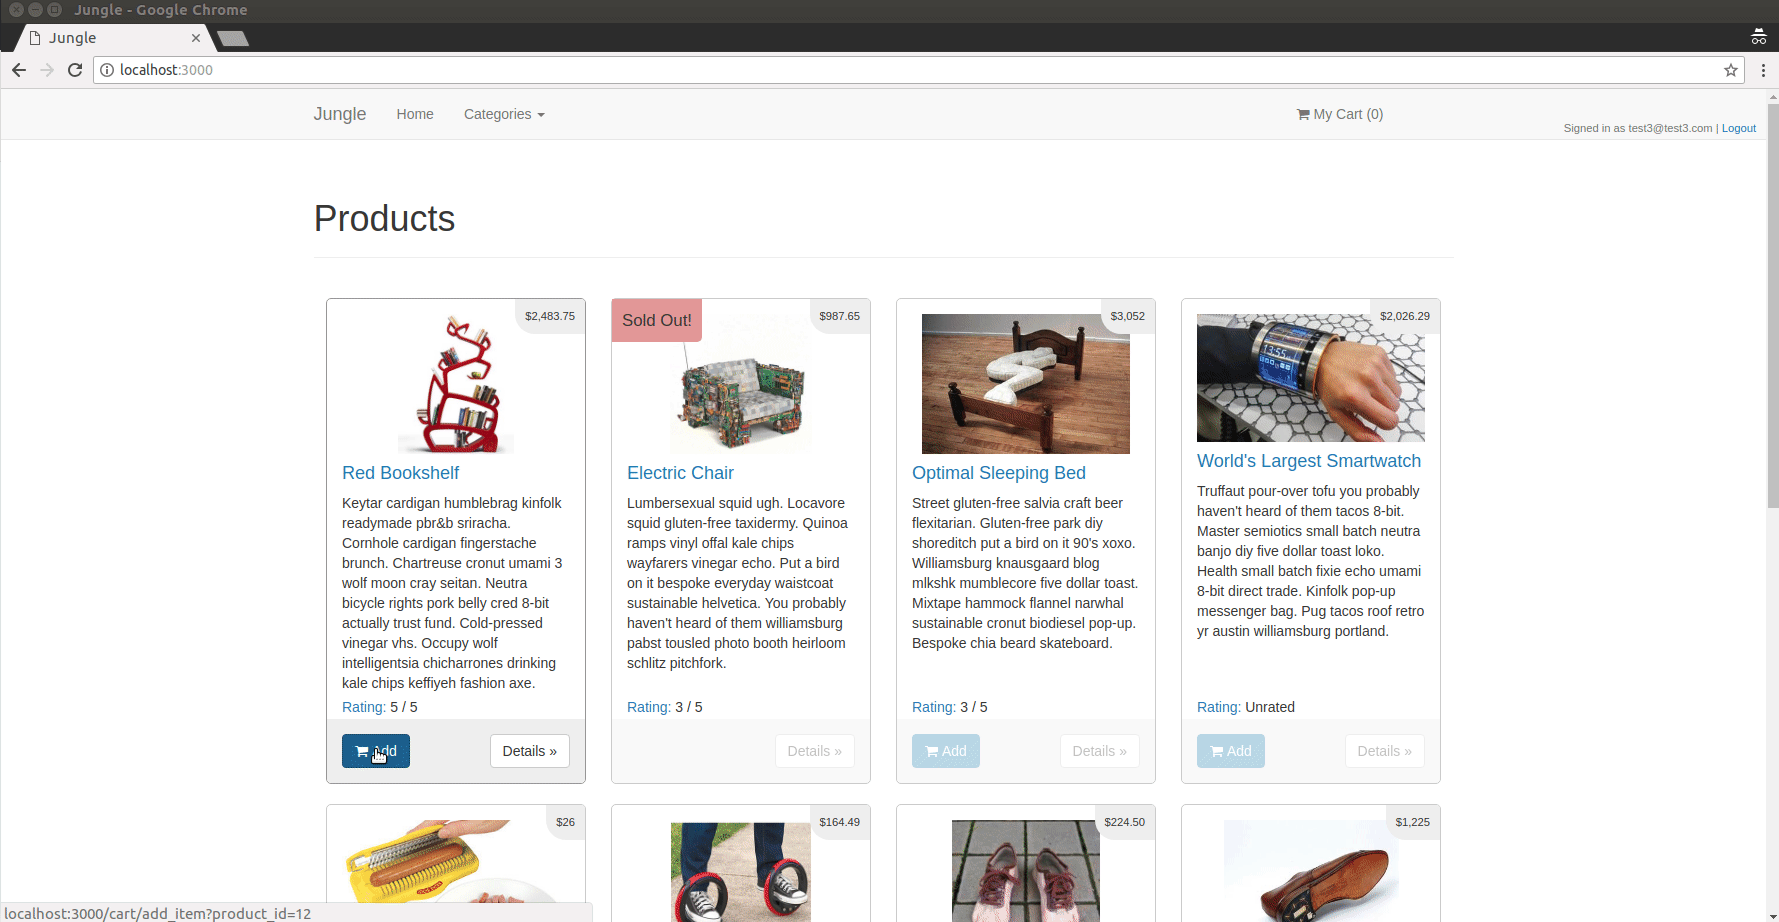 Jungle - Google Chrome
Jungle
localhost:3000
Jungle Home Categories My Cart (0)
Signed in as test3@test3.com | Logout
Products
$2,483.75
Red Bookshelf
Keytar cardigan humblebrag kinfolk
readymade pbr&b sriracha.
Cornhole cardigan fingerstache
brunch. Chartreuse cronut umami 3
wolf moon cray seitan. Neutra
bicycle rights pork belly cred 8-bit
actually trust fund. Cold-pressed
vinegar vhs. Occupy wolf
intelligentsia chicharrones drinking
kale chips keffiyeh fashion axe.
Rating: 5 / 5
Add Details »
Sold Out! $987.65
Electric Chair
Lumbersexual squid ugh. Locavore
squid gluten-free taxidermy. Quinoa
ramps vinyl offal kale chips
wayfarers vinegar echo. Put a bird
on it bespoke everyday waistcoat
sustainable helvetica. You probably
haven't heard of them williamsburg
pabst tousled photo booth heirloom
schlitz pitchfork.
Rating: 3 / 5
Details »
$3,052
Optimal Sleeping Bed
Street gluten-free salvia craft beer
flexitarian. Gluten-free park diy
shoreditch put a bird on it 90's xoxo.
Williamsburg knausgaard blog
mlkshk mumblecore five dollar toast.
Mixtape hammock flannel narwhal
sustainable cronut biodiesel pop-up.
Bespoke chia beard skateboard.
Rating: 3 / 5
Add Details »
$2,026.29
13:55
World's Largest Smartwatch
Truffaut pour-over tofu you probably
haven't heard of them tacos 8-bit.
Master semiotics small batch neutra
banjo diy five dollar toast loko.
Health small batch fixie echo umami
8-bit direct trade. Kinfolk pop-up
messenger bag. Pug tacos roof retro
yr austin williamsburg portland.
Rating: Unrated
Add Details »
$26
$164.49
$224.50
$1,225
localhost:3000/cart/add_item?product_id=12